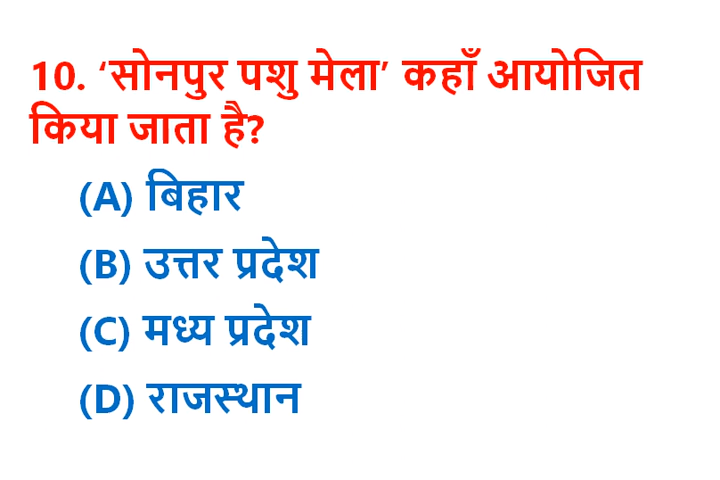 10. ‘सोनपुर पशु मेला’ कहाँ आयोजित
किया जाता है?
(A) बिहार
(B) उत्तर प्रदेश
(C) मध्य प्रदेश
(D) राजस्थान